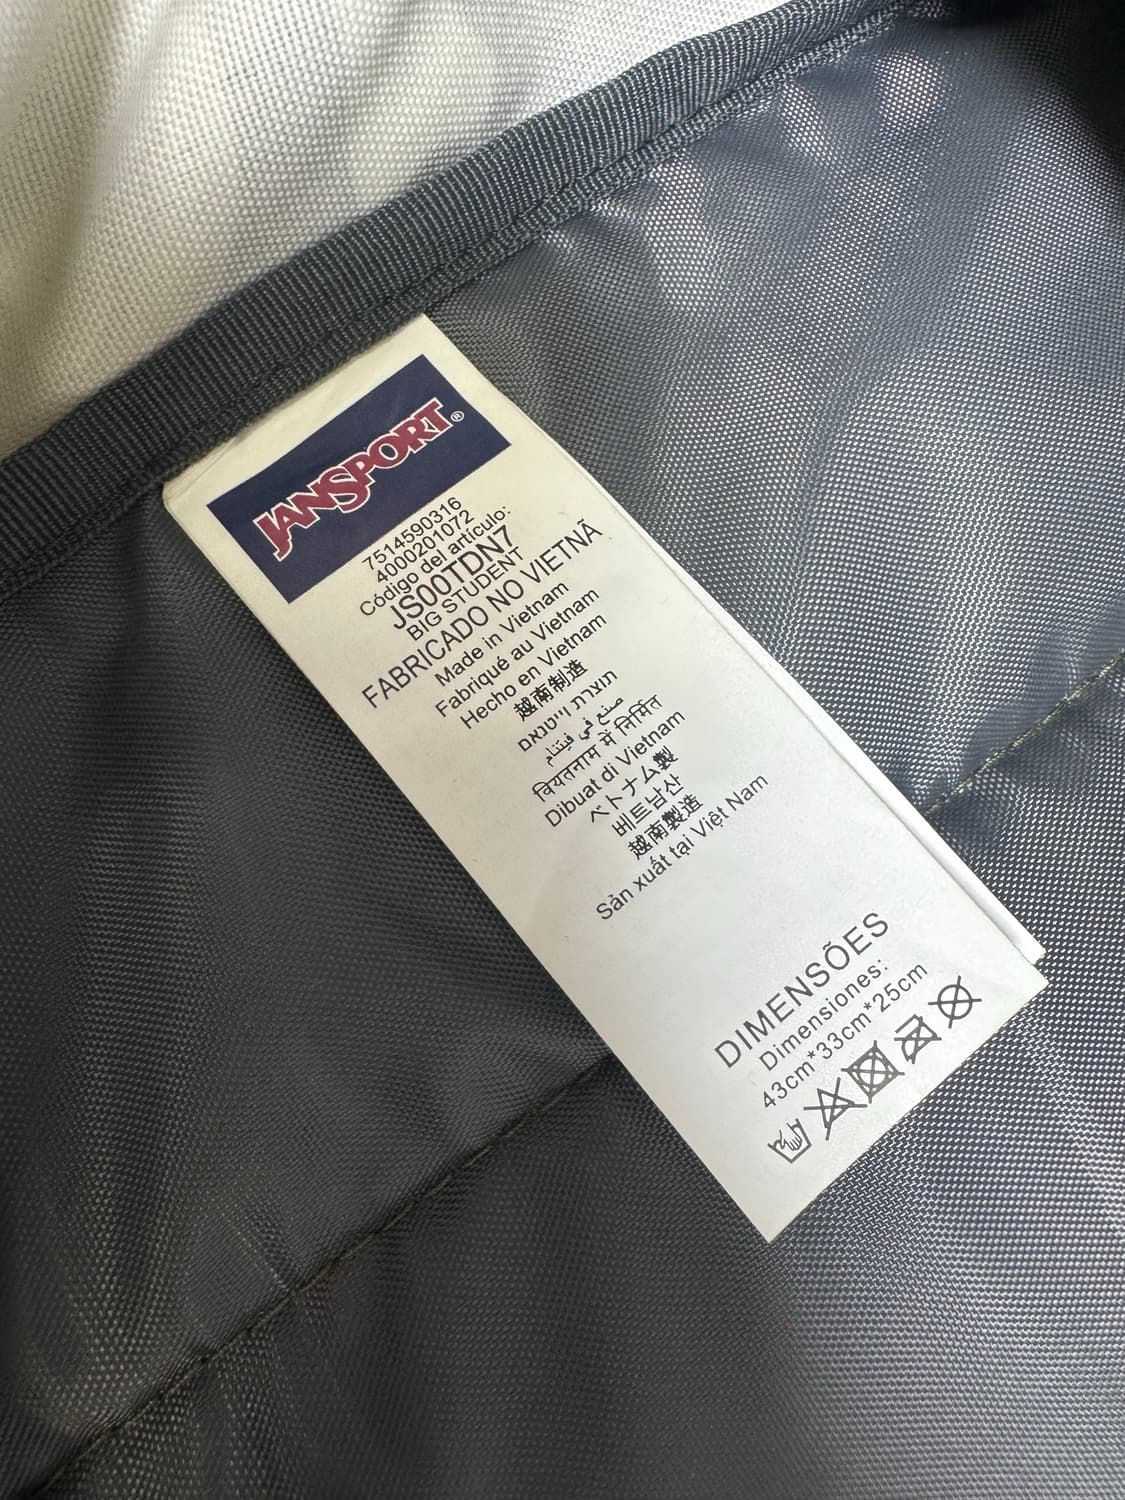 JANSPORT®
7514590316
4000201072
Código del artículo:
JS00TDN7
BIG STUDENT
FABRICADO NO VIETNÃ
Made in Vietnam
Fabriqué au Vietnam
Hecho en Vietnam
越南制造
תוצרת וייטנאם
صنع في فيتنام
वियतनाम में निर्मित
Dibuat di Vietnam
ベトナム製
베트남산
越南製造
Sản xuất tại Việt Nam
DIMENSÕES
Dimensiones:
43cm*33cm*25cm